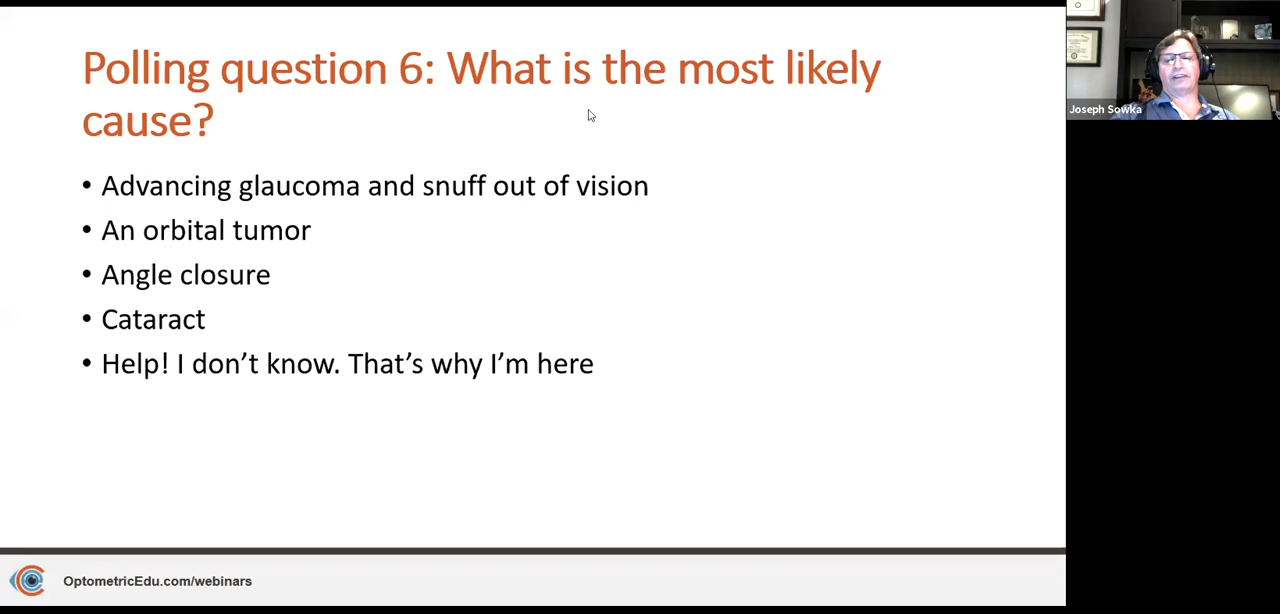 Polling question 6: What is the most likely
cause?
• Advancing glaucoma and snuff out of vision
• An orbital tumor
• Angle closure
• Cataract
• Help! I don’t know. That’s why I’m here
Joseph Sowka
OptometricEdu.com/webinars